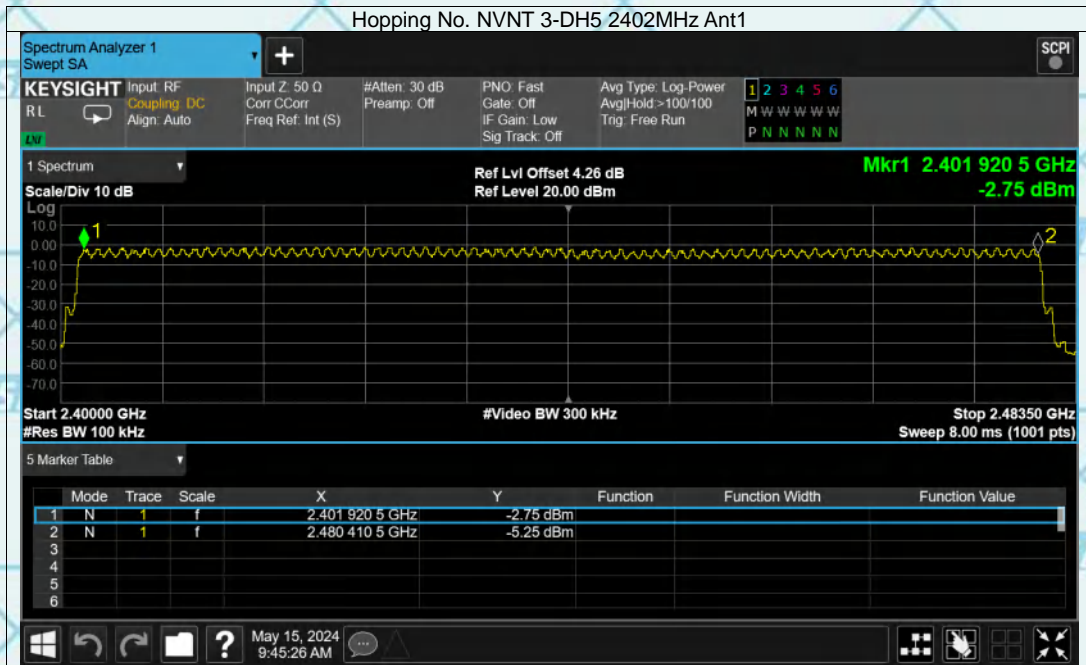 Hopping No. NVNT 3-DH5 2402MHz Ant1
Spectrum Analyzer 1
Swept SA
+
SCPI
KEYSIGHT
RL
LXI
Input: RF
Coupling: DC
Align: Auto
Input Z: 50 Ω
Corr CCorr
Freq Ref: Int (S)
#Atten: 30 dB
Preamp: Off
PNO: Fast
Gate: Off
IF Gain: Low
Sig Track: Off
Avg Type: Log-Power
Avg|Hold:>100/100
Trig: Free Run
1 2 3 4 5 6
M W W W W W
P N N N N N
1 Spectrum
Scale/Div 10 dB
Ref Lvl Offset 4.26 dB
Ref Level 20.00 dBm
Mkr1 2.401 920 5 GHz
-2.75 dBm
Log
10.0
0.00
-10.0
-20.0
-30.0
-40.0
-50.0
-60.0
-70.0
1
2
Start 2.40000 GHz
#Res BW 100 kHz
#Video BW 300 kHz
Stop 2.48350 GHz
Sweep 8.00 ms (1001 pts)
5 Marker Table
Mode Trace Scale X Y Function Function Width Function Value
1 N 1 f 2.401 920 5 GHz -2.75 dBm
2 N 1 f 2.480 410 5 GHz -5.25 dBm
3
4
5
6
?
May 15, 2024
9:45:26 AM